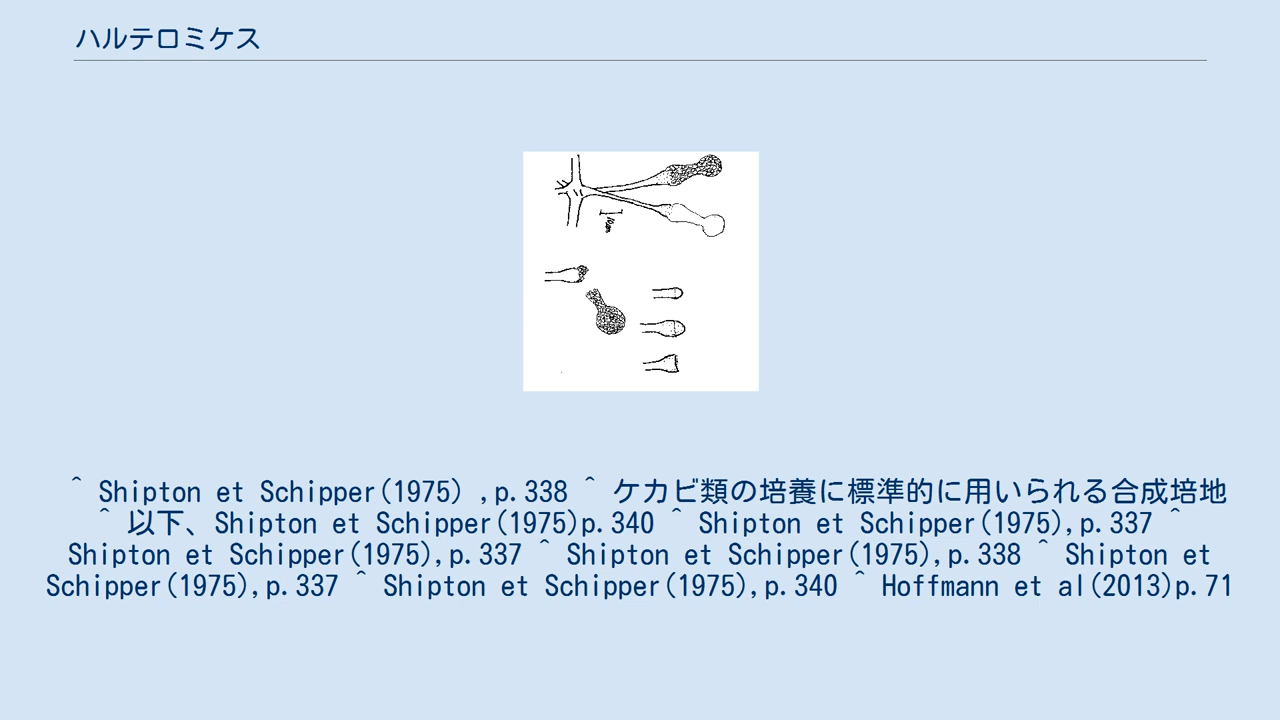 ハルテロミケス
^ Shipton et Schipper(1975) ,p.338 ^ ケカビ類の培養に標準的に用いられる合成培地
^ 以下、Shipton et Schipper(1975)p.340 ^ Shipton et Schipper(1975),p.337 ^
Shipton et Schipper(1975),p.337 ^ Shipton et Schipper(1975),p.338 ^ Shipton et
Schipper(1975),p.337 ^ Shipton et Schipper(1975),p.340 ^ Hoffmann et al(2013)p.71